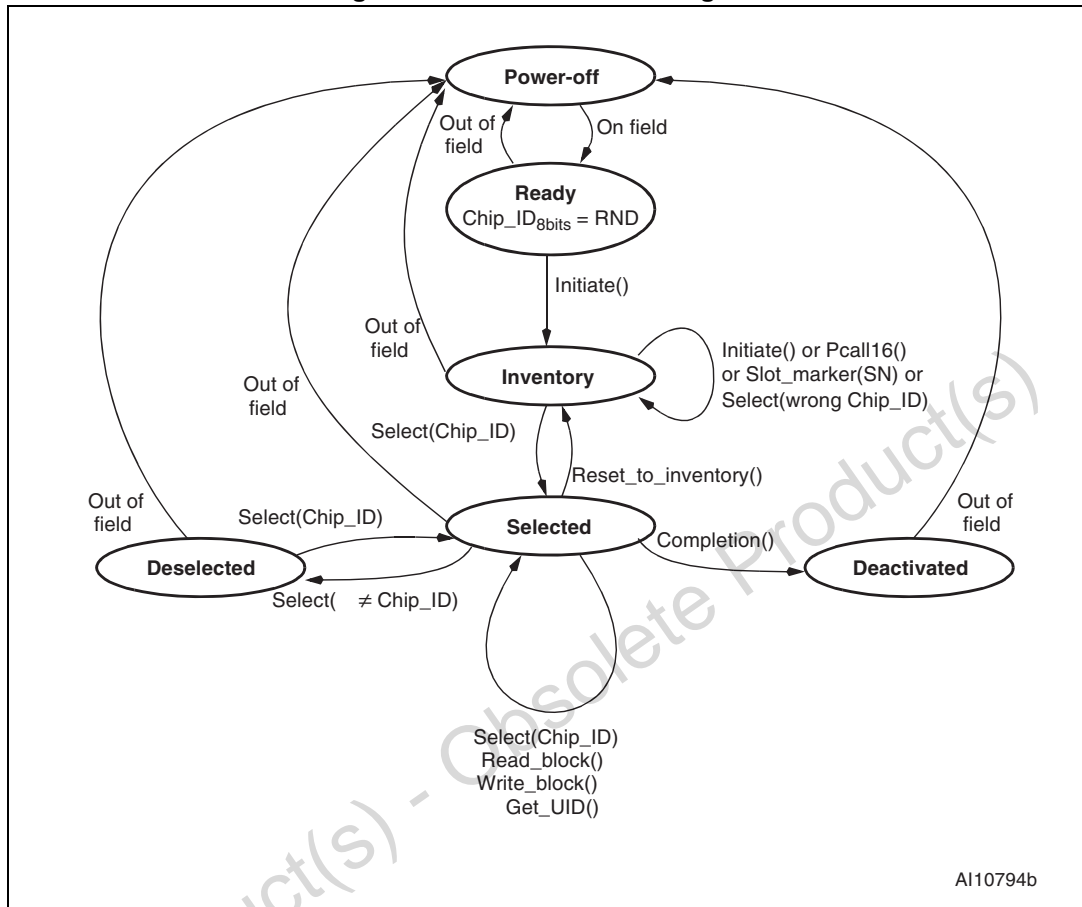 Power-off
Out of
field
On field
Ready
Chip_ID8bits = RND
Initiate()
Out of
field
Inventory
Initiate() or Pcall16()
or Slot_marker(SN) or
Select(wrong Chip_ID)
Out of
field
Select(Chip_ID)
Reset_to_inventory()
Out of
field
Select(Chip_ID)
Selected
Completion()
Out of
field
Deselected
Deactivated
Select( ≠ Chip_ID)
Select(Chip_ID)
Read_block()
Write_block()
Get_UID()
AI10794b
uct(s) - Obsolete Product(s)